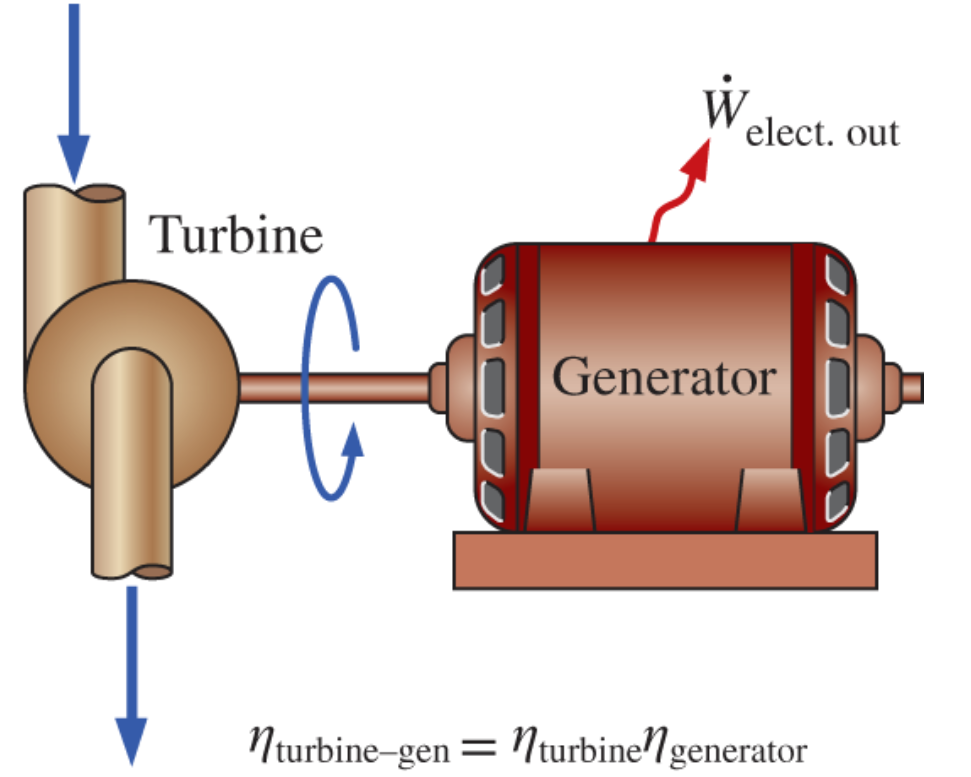 Ẇelect. out
Turbine
Generator
ηturbine–gen = ηturbineηgenerator